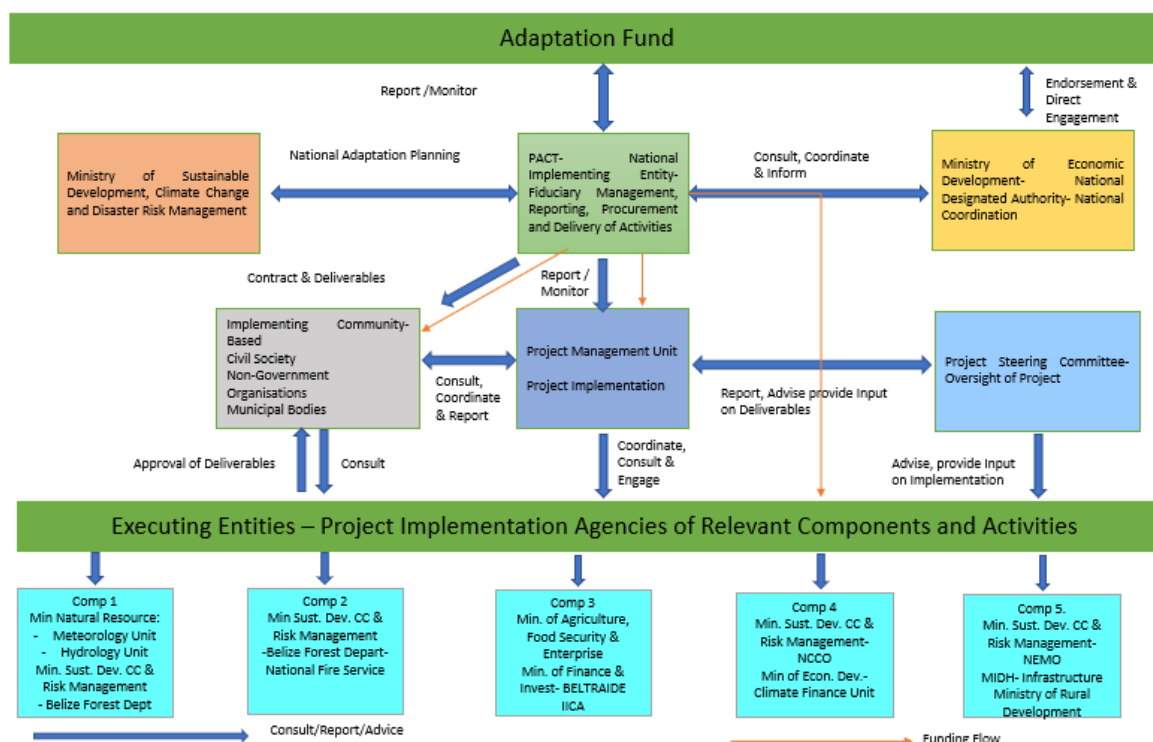 Adaptation Fund
Report /Monitor
Endorsement &
Direct
Engagement
Ministry of Sustainable
Development, Climate Change
and Disaster Risk Management
National Adaptation Planning
PACT- National
Implementing Entity-
Fiduciary Management,
Reporting, Procurement
and Delivery of Activities
Consult, Coordinate
& Inform
Ministry of Economic
Development- National
Designated Authority- National
Coordination
Contract & Deliverables
Report /
Monitor
Implementing Community-
Based
Civil Society
Non-Government
Organisations
Municipal Bodies
Consult,
Coordinate
& Report
Project Management Unit
Project Implementation
Report, Advise provide Input
on Deliverables
Project Steering Committee-
Oversight of Project
Approval of Deliverables
Consult
Coordinate,
Consult &
Engage
Advise, provide Input
on Implementation
Executing Entities – Project Implementation Agencies of Relevant Components and Activities
Comp 1
Min Natural Resource:
- Meteorology Unit
- Hydrology Unit
Min. Sust. Dev. CC &
Risk Management
- Belize Forest Dept
Comp 2
Min Sust. Dev. CC &
Risk Management
-Belize Forest Depart-
National Fire Service
Comp 3
Min. of Agriculture,
Food Security &
Enterprise
Min. of Finance &
Invest- BELTRAIDE
IICA
Comp 4
Min. Sust. Dev. CC &
Risk Management-
NCCO
Min of Econ. Dev.-
Climate Finance Unit
Comp 5.
Min. Sust. Dev. CC &
Risk Management-
NEMO
MIDH- Infrastructure
Ministry of Rural
Development
Consult/Report/Advice
Funding Flow